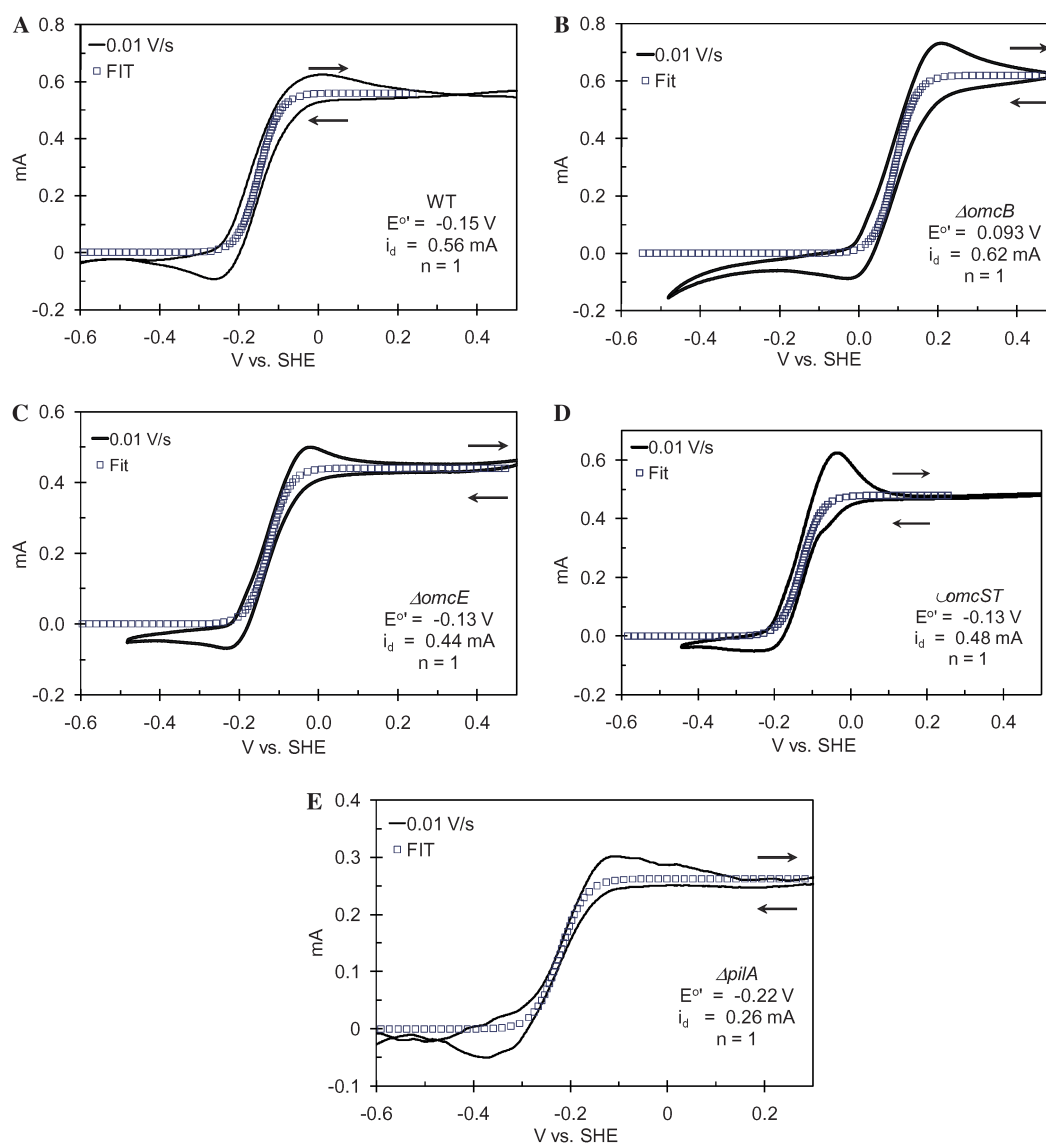 A
0.8
0.6
0.4
0.2
0
-0.2
-0.6
-0.4
-0.2
0
0.2
0.4
mA
V vs. SHE
0.01 V/s
FIT
WT
E°' = -0.15 V
i_d = 0.56 mA
n = 1
B
0.8
0.6
0.4
0.2
0
-0.2
-0.6
-0.4
-0.2
0.0
0.2
0.4
mA
V vs. SHE
0.01 V/s
Fit
ΔomcB
E°' = 0.093 V
i_d = 0.62 mA
n = 1
C
0.6
0.4
0.2
0.0
-0.2
-0.6
-0.4
-0.2
0.0
0.2
0.4
mA
V vs. SHE
0.01 V/s
Fit
ΔomcE
E°' = -0.13 V
i_d = 0.44 mA
n = 1
D
0.6
0.4
0.2
0.0
-0.2
-0.6
-0.4
-0.2
0.0
0.2
0.4
mA
V vs. SHE
0.01 V/s
Fit
∪omcST
E°' = -0.13 V
i_d = 0.48 mA
n = 1
E
0.4
0.3
0.2
0.1
0
-0.1
-0.6
-0.4
-0.2
0
0.2
mA
V vs. SHE
0.01 V/s
FIT
ΔpilA
E°' = -0.22 V
i_d = 0.26 mA
n = 1